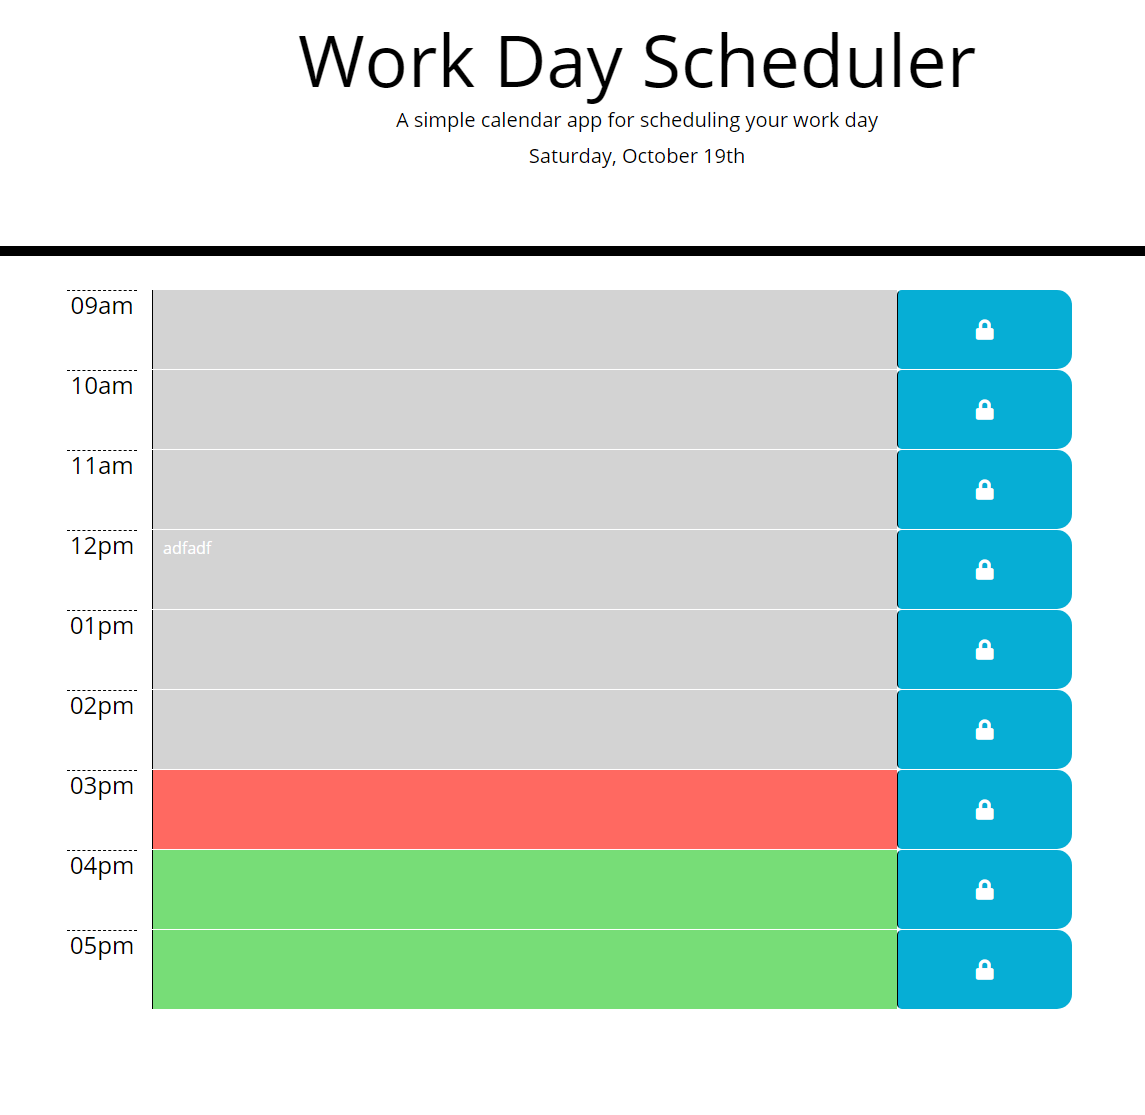 Work Day Scheduler
A simple calendar app for scheduling your work day
Saturday, October 19th
09am
10am
11am
12pm adfadf
01pm
02pm
03pm
04pm
05pm